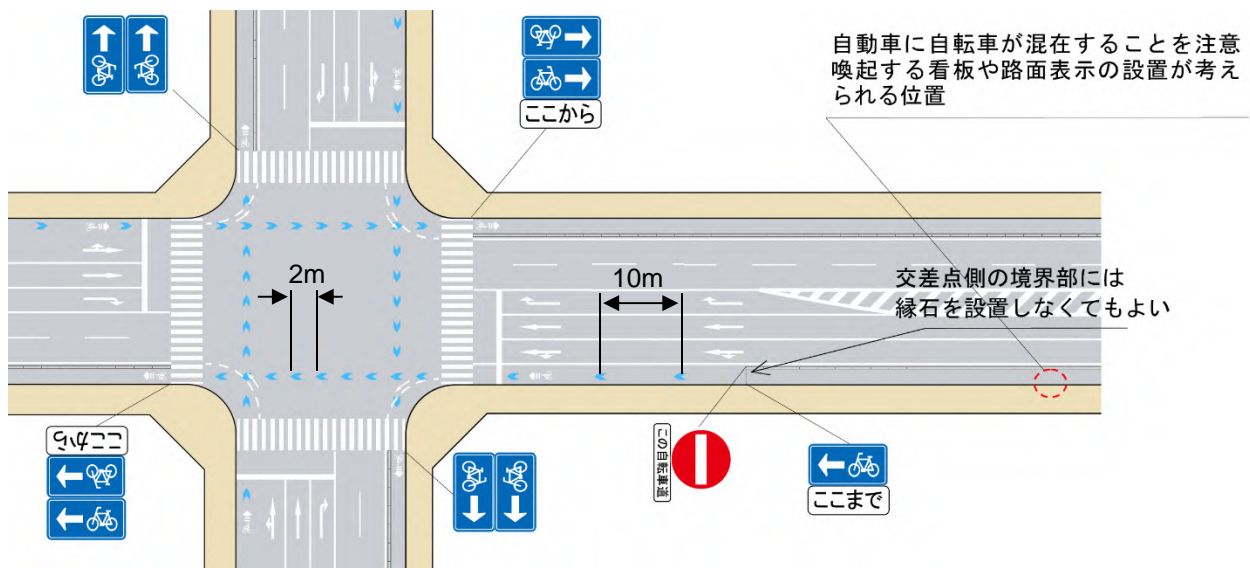 自動車に自転車が混在することを注意
喚起する看板や路面表示の設置が考え
られる位置
ここから
2m
10m
交差点側の境界部には
縁石を設置しなくてもよい
ここから
この自転車道
ここまで